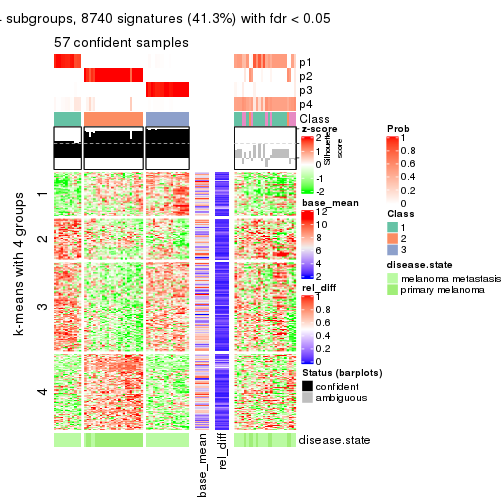 subgroups, 8740 signatures (41.3%) with fdr < 0.05
57 confident samples
p1
p2
p3
p4
Class
z-score
2
1
0
-1
-2
Silhouette
score
base_mean
12
10
8
6
4
2
rel_diff
1
0.8
0.6
0.4
0.2
0
Status (barplots)
confident
ambiguous
Prob
1
0.8
0.6
0.4
0.2
0
Class
1
2
3
disease.state
melanoma metastasis
primary melanoma
k-means with 4 groups
1
2
3
4
disease.state
base_mean
rel_diff